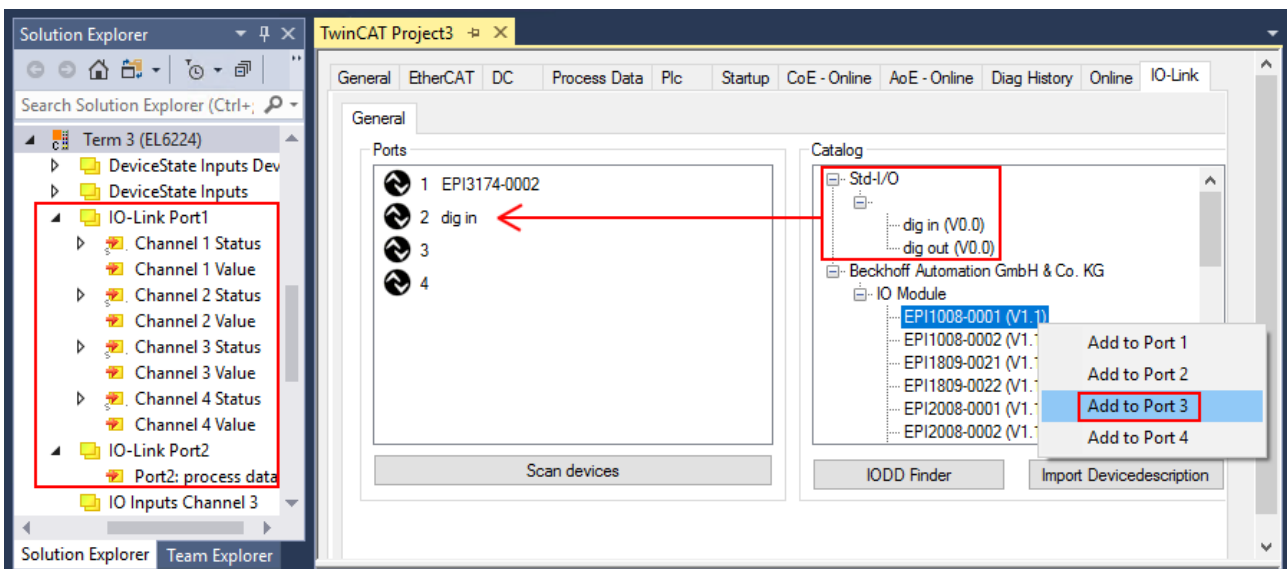 Solution Explorer
Search Solution Explorer (Ctrl+;
Term 3 (EL6224)
DeviceState Inputs Dev
DeviceState Inputs
IO-Link Port1
Channel 1 Status
Channel 1 Value
Channel 2 Status
Channel 2 Value
Channel 3 Status
Channel 3 Value
Channel 4 Status
Channel 4 Value
IO-Link Port2
Port2: process data
IO Inputs Channel 3
Solution Explorer Team Explorer
TwinCAT Project3
General EtherCAT DC Process Data Plc Startup CoE - Online AoE - Online Diag History Online IO-Link
General
Ports
1 EPI3174-0002
2 dig in
3
4
Scan devices
Catalog
Std-I/O
dig in (V0.0)
dig out (V0.0)
Beckhoff Automation GmbH & Co. KG
IO Module
EPI1008-0001 (V1.1)
EPI1008-0002 (V1.1
EPI1809-0021 (V1.
EPI1809-0022 (V1.
EPI2008-0001 (V1.
EPI2008-0002 (V1.
Add to Port 1
Add to Port 2
Add to Port 3
Add to Port 4
IODD Finder
Import Devicedescription